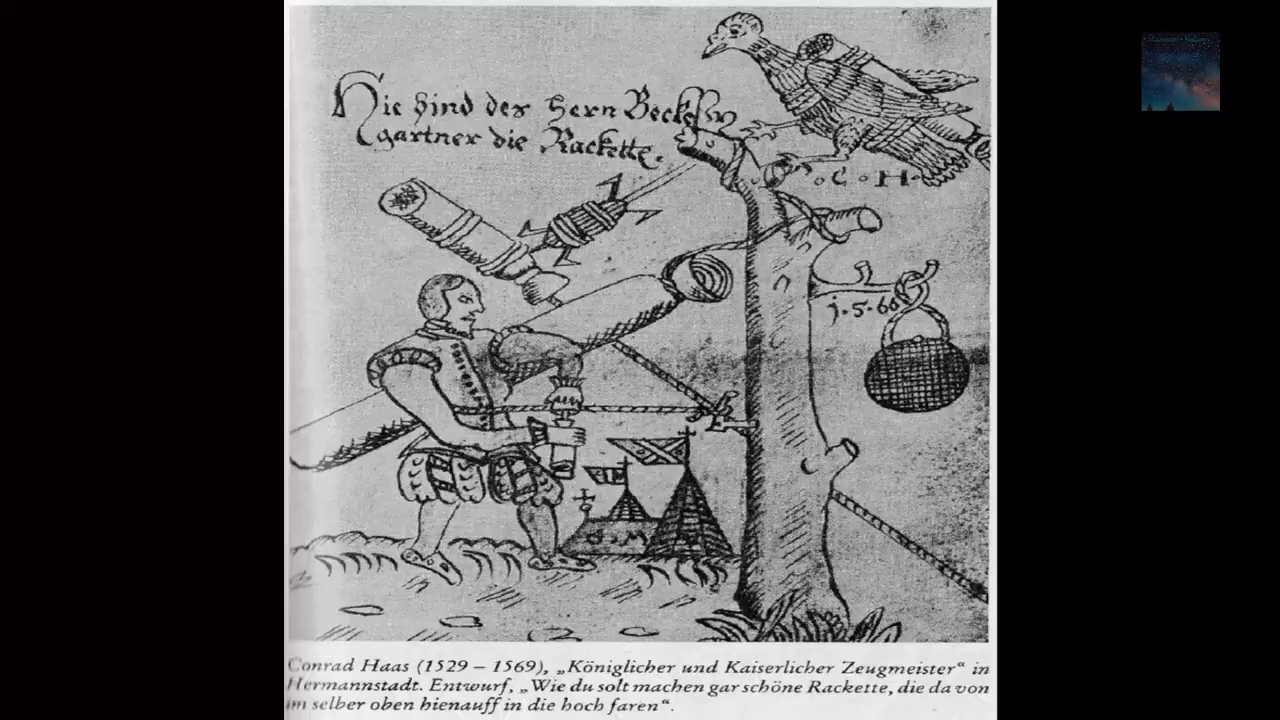 Hie sind der hern
gartner die Rackette.
. C . H .
j . 5 . 60
Conrad Haas (1529 – 1569), „Königlicher und Kaiserlicher Zeugmeister“ in
Hermannstadt. Entwurf, „Wie du solt machen gar schöne Rackette, die da von
im selber oben hienauff in die hoch faren“.